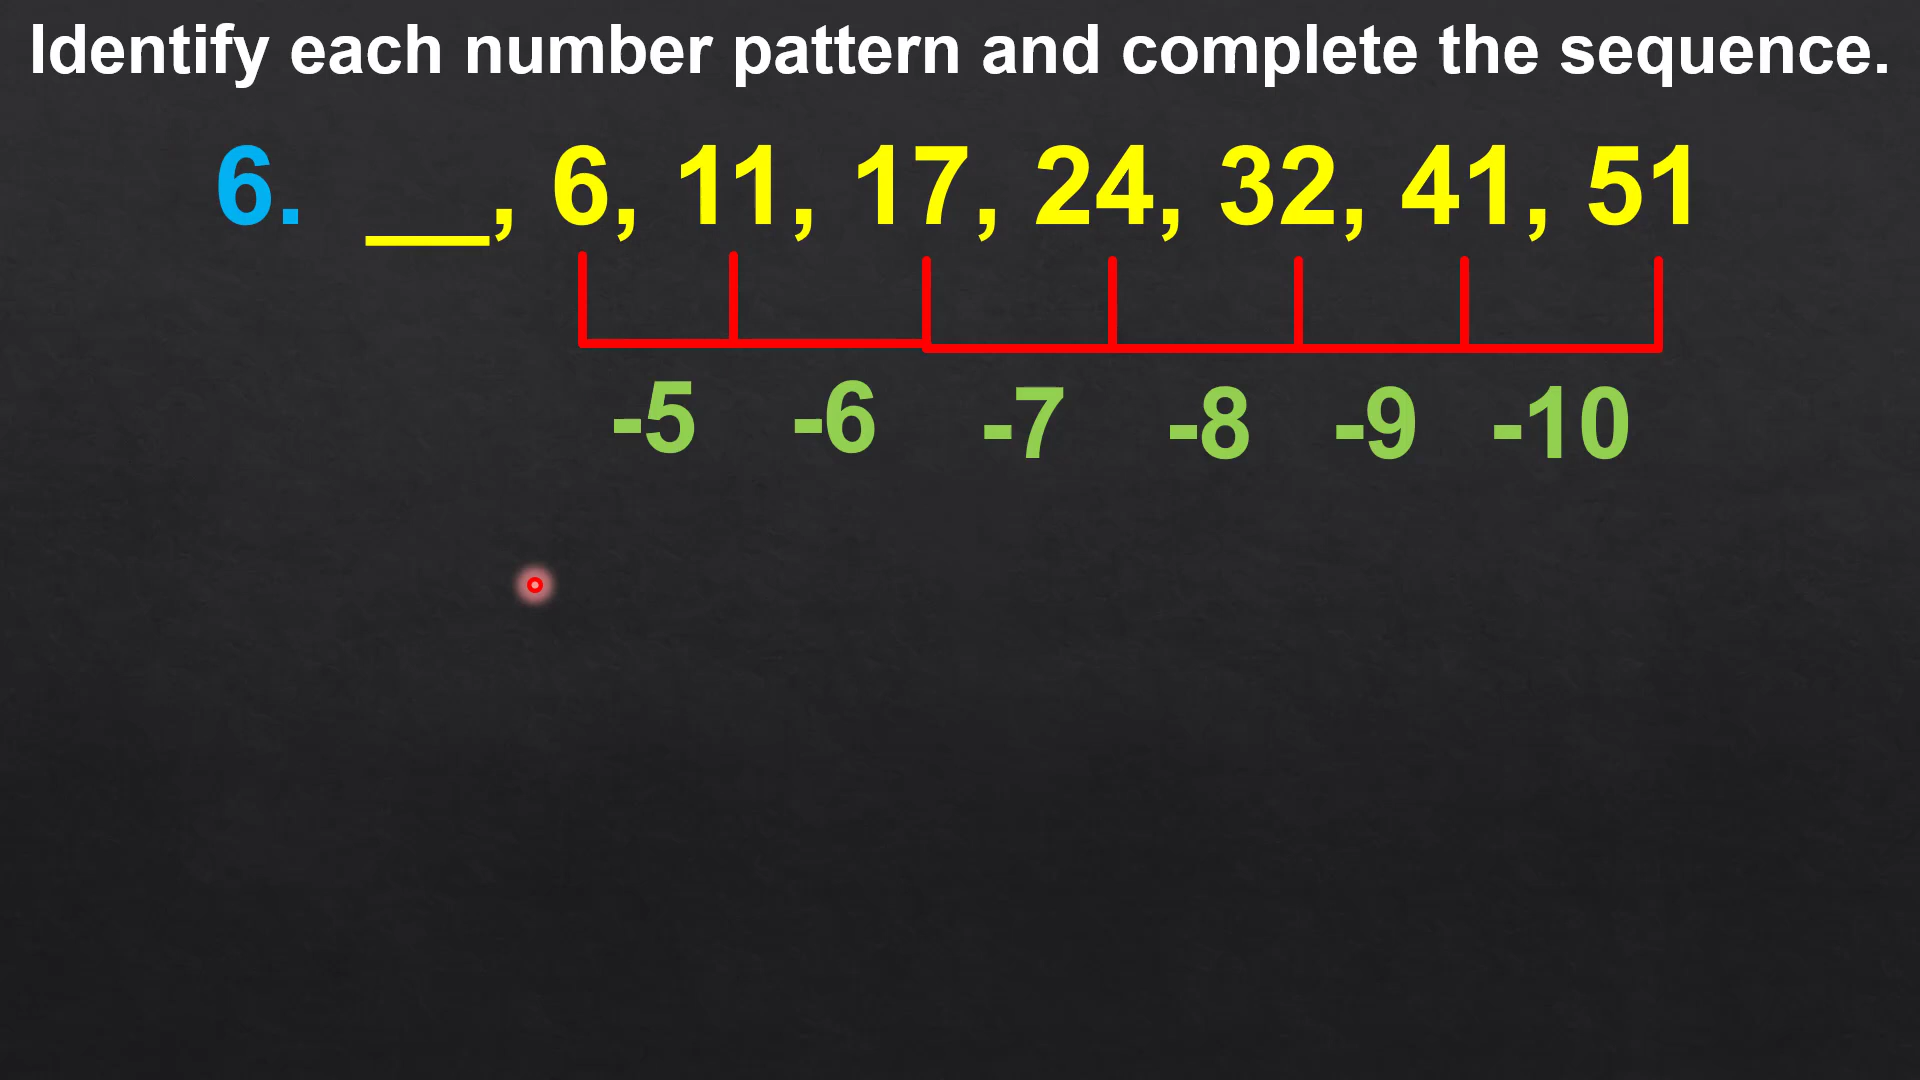 Identify each number pattern and complete the sequence.
6. __, 6, 11, 17, 24, 32, 41, 51
-5 -6 -7 -8 -9 -10